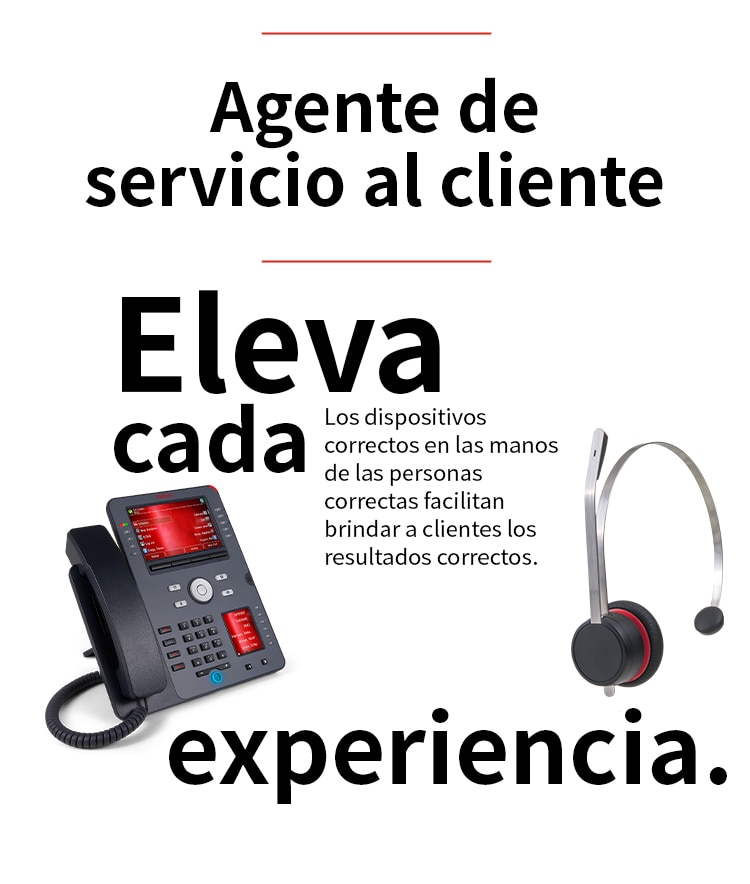 Agente de
servicio al cliente
Eleva
cada
Los dispositivos
correctos en las manos
de las personas
correctas facilitan
brindar a clientes los
resultados correctos.
experiencia.